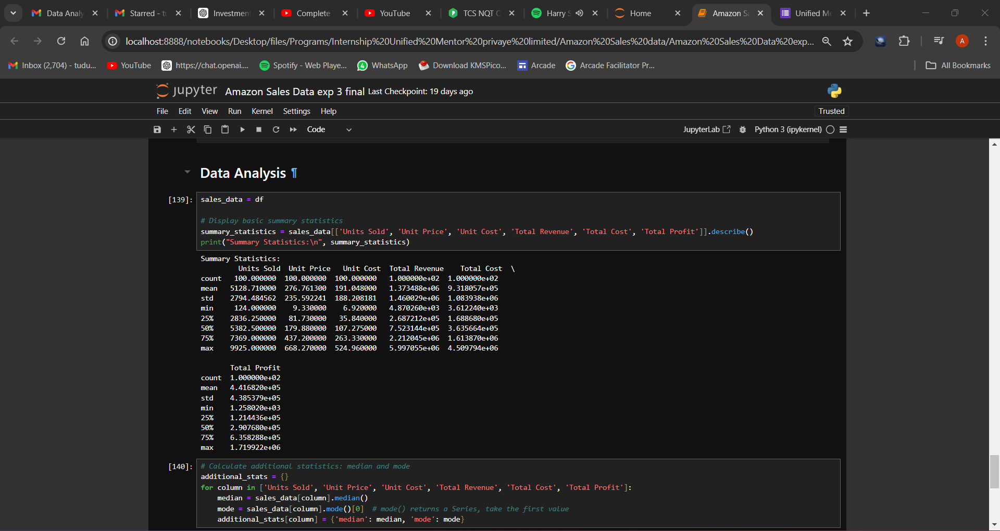 Data Analy
Starred - tu
Investment
Complete
YouTube
TCS NQT C
Harry S
Home
Amazon Sa
Unified Me
localhost:8888/notebooks/Desktop/files/Programs/Internship%20Unified%20Mentor%20privaye%20limited/Amazon%20Sales%20data/Amazon%20Sales%20Data%20exp...
A
Inbox (2,704) - tudu...
YouTube
https://chat.openai....
Spotify - Web Playe...
4
WhatsApp
Download KMSPico...
Arcade
Arcade Facilitator Pr...
All Bookmarks
jupyter
Amazon Sales Data exp 3 final Last Checkpoint: 19 days ago
File Edit View Run Kernel Settings Help
Trusted
Code
JupyterLab
Python 3 (ipykernel)
Data Analysis ¶
[139]:
sales_data = df
# Display basic summary statistics
summary_statistics = sales_data[['Units Sold', 'Unit Price', 'Unit Cost', 'Total Revenue', 'Total Cost', 'Total Profit']].describe()
print("Summary Statistics:\n", summary_statistics)
Summary Statistics:
Units Sold Unit Price Unit Cost Total Revenue Total Cost \
count 100.000000 100.000000 100.000000 1.000000e+02 1.000000e+02
mean 5128.710000 276.761300 191.048000 1.373488e+06 9.318057e+05
std 2794.484562 235.592241 188.208181 1.460029e+06 1.083938e+06
min 124.000000 9.330000 6.920000 4.870260e+03 3.612240e+03
25% 2836.250000 81.730000 35.840000 2.687212e+05 1.688680e+05
50% 5382.500000 179.880000 107.275000 7.523144e+05 3.635664e+05
75% 7369.000000 437.200000 263.330000 2.212045e+06 1.613870e+06
max 9925.000000 668.270000 524.960000 5.997055e+06 4.509794e+06
Total Profit
count 1.000000e+02
mean 4.416820e+05
std 4.385379e+05
min 1.258020e+03
25% 1.214436e+05
50% 2.907680e+05
75% 6.358288e+05
max 1.719922e+06
[140]:
# Calculate additional statistics: median and mode
additional_stats = {}
for column in ['Units Sold', 'Unit Price', 'Unit Cost', 'Total Revenue', 'Total Cost', 'Total Profit']:
median = sales_data[column].median()
mode = sales_data[column].mode()[0] # mode() returns a Series, take the first value
additional_stats[column] = {'median': median, 'mode': mode}